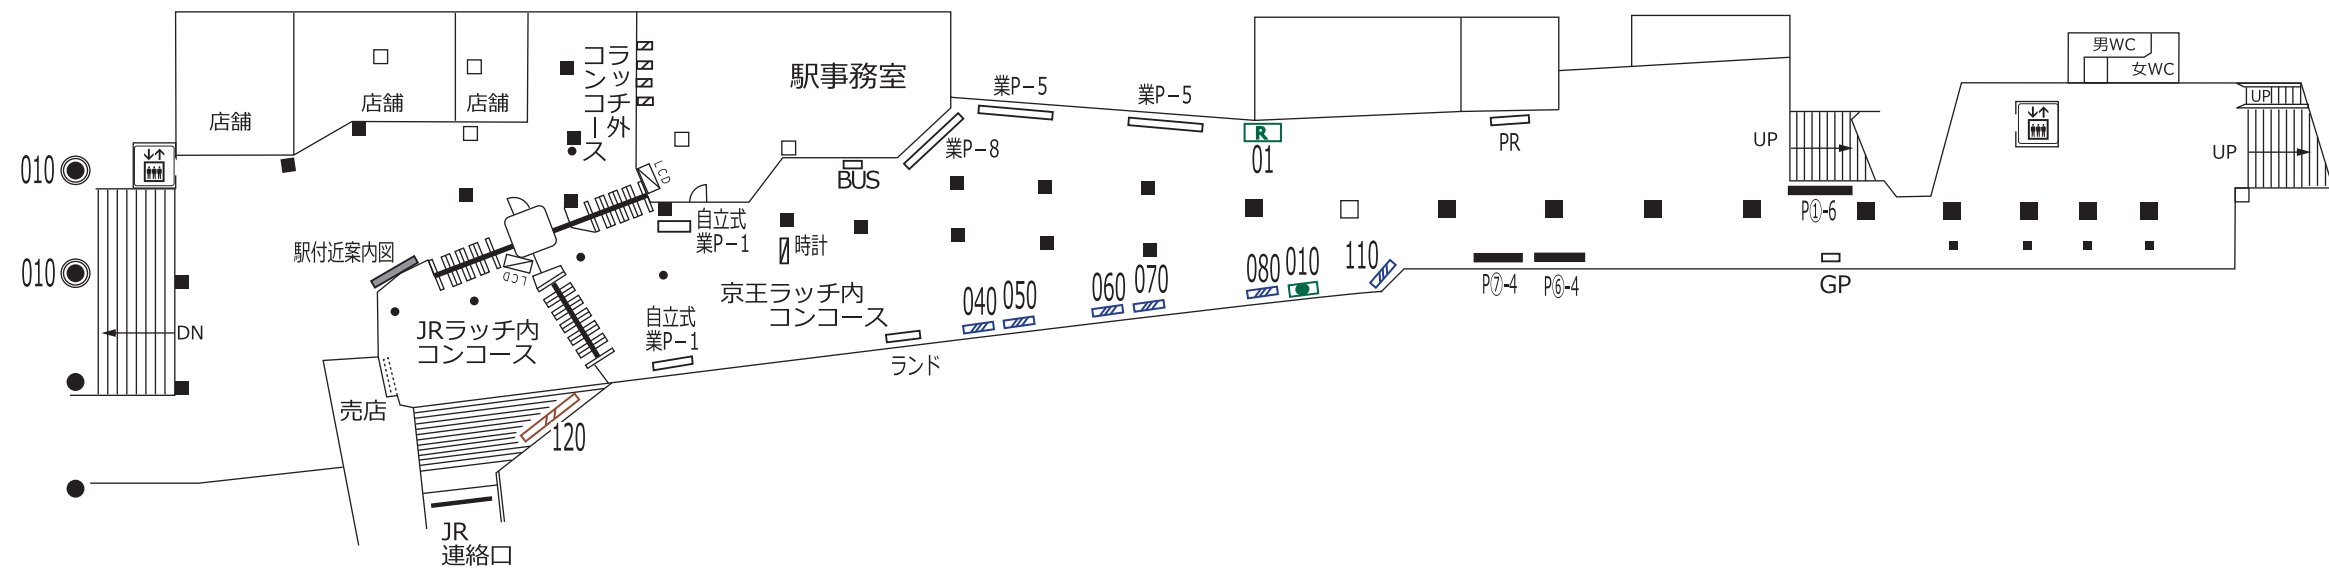 010
010
店舗
店舗
店舗
ラッチ外
コンコース
駅事務室
業P-5
業P-5
業P-8
R
01
PR
UP
男WC
女WC
UP
UP
BUS
LCD
自立式
業P-1
時計
駅付近案内図
LCD
P①-6
DN
JRラッチ内
コンコース
自立式
業P-1
京王ラッチ内
コンコース
ランド
040
050
060
070
080
010
110
P⑦-4
P⑥-4
GP
売店
120
JR
連絡口